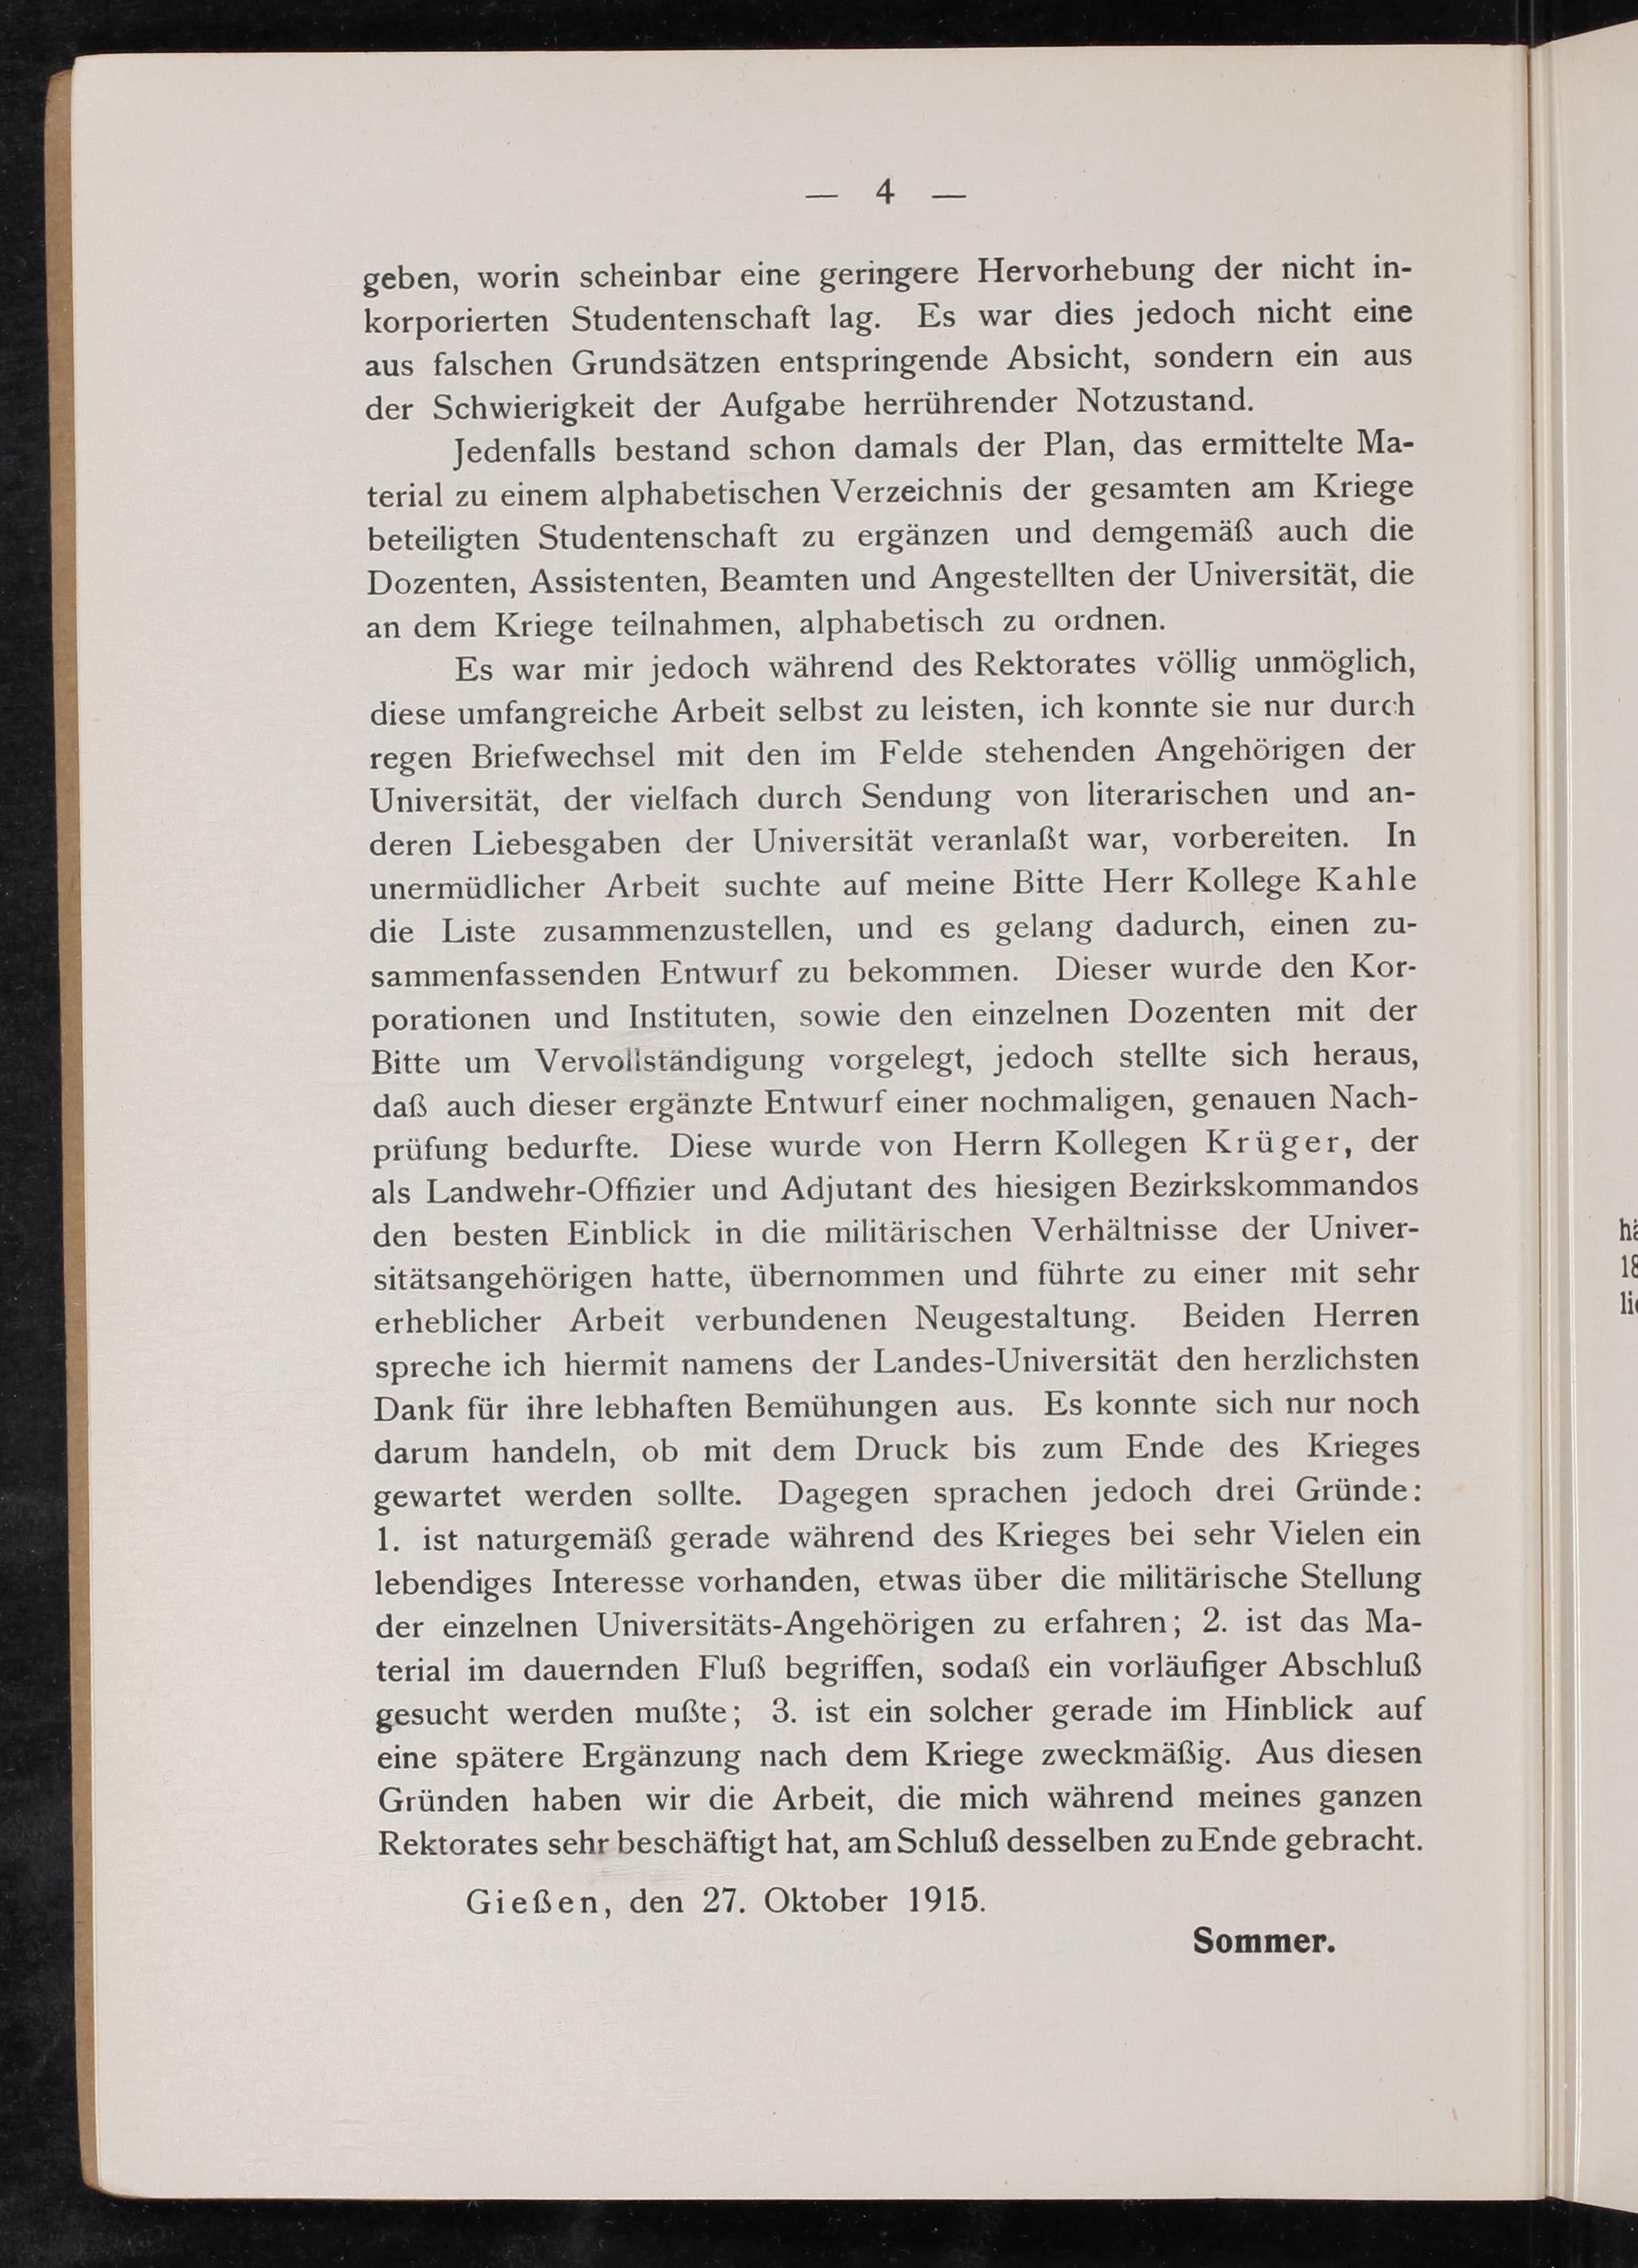 — 4 —
geben, worin scheinbar eine geringere Hervorhebung der nicht in-
korporierten Studentenschaft lag. Es war dies jedoch nicht eine
aus falschen Grundsätzen entspringende Absicht, sondern ein aus
der Schwierigkeit der Aufgabe herrührender Notzustand.
Jedenfalls bestand schon damals der Plan, das ermittelte Ma-
terial zu einem alphabetischen Verzeichnis der gesamten am Kriege
beteiligten Studentenschaft zu ergänzen und demgemäß auch die
Dozenten, Assistenten, Beamten und Angestellten der Universität, die
an dem Kriege teilnahmen, alphabetisch zu ordnen.
Es war mir jedoch während des Rektorates völlig unmöglich,
diese umfangreiche Arbeit selbst zu leisten, ich konnte sie nur durch
regen Briefwechsel mit den im Felde stehenden Angehörigen der
Universität, der vielfach durch Sendung von literarischen und an-
deren Liebesgaben der Universität veranlaßt war, vorbereiten. In
unermüdlicher Arbeit suchte auf meine Bitte Herr Kollege Kahle
die Liste zusammenzustellen, und es gelang dadurch, einen zu-
sammenfassenden Entwurf zu bekommen. Dieser wurde den Kor-
porationen und Instituten, sowie den einzelnen Dozenten mit der
Bitte um Vervollständigung vorgelegt, jedoch stellte sich heraus,
daß auch dieser ergänzte Entwurf einer nochmaligen, genauen Nach-
prüfung bedurfte. Diese wurde von Herrn Kollegen Krüger, der
als Landwehr-Offizier und Adjutant des hiesigen Bezirkskommandos
den besten Einblick in die militärischen Verhältnisse der Univer-
sitätsangehörigen hatte, übernommen und führte zu einer mit sehr
erheblicher Arbeit verbundenen Neugestaltung. Beiden Herren
spreche ich hiermit namens der Landes-Universität den herzlichsten
Dank für ihre lebhaften Bemühungen aus. Es konnte sich nur noch
darum handeln, ob mit dem Druck bis zum Ende des Krieges
gewartet werden sollte. Dagegen sprachen jedoch drei Gründe:
1. ist naturgemäß gerade während des Krieges bei sehr Vielen ein
lebendiges Interesse vorhanden, etwas über die militärische Stellung
der einzelnen Universitäts-Angehörigen zu erfahren; 2. ist das Ma-
terial im dauernden Fluß begriffen, sodaß ein vorläufiger Abschluß
gesucht werden mußte; 3. ist ein solcher gerade im Hinblick auf
eine spätere Ergänzung nach dem Kriege zweckmäßig. Aus diesen
Gründen haben wir die Arbeit, die mich während meines ganzen
Rektorates sehr beschäftigt hat, am Schluß desselben zu Ende gebracht.
Gießen, den 27. Oktober 1915.
Sommer.